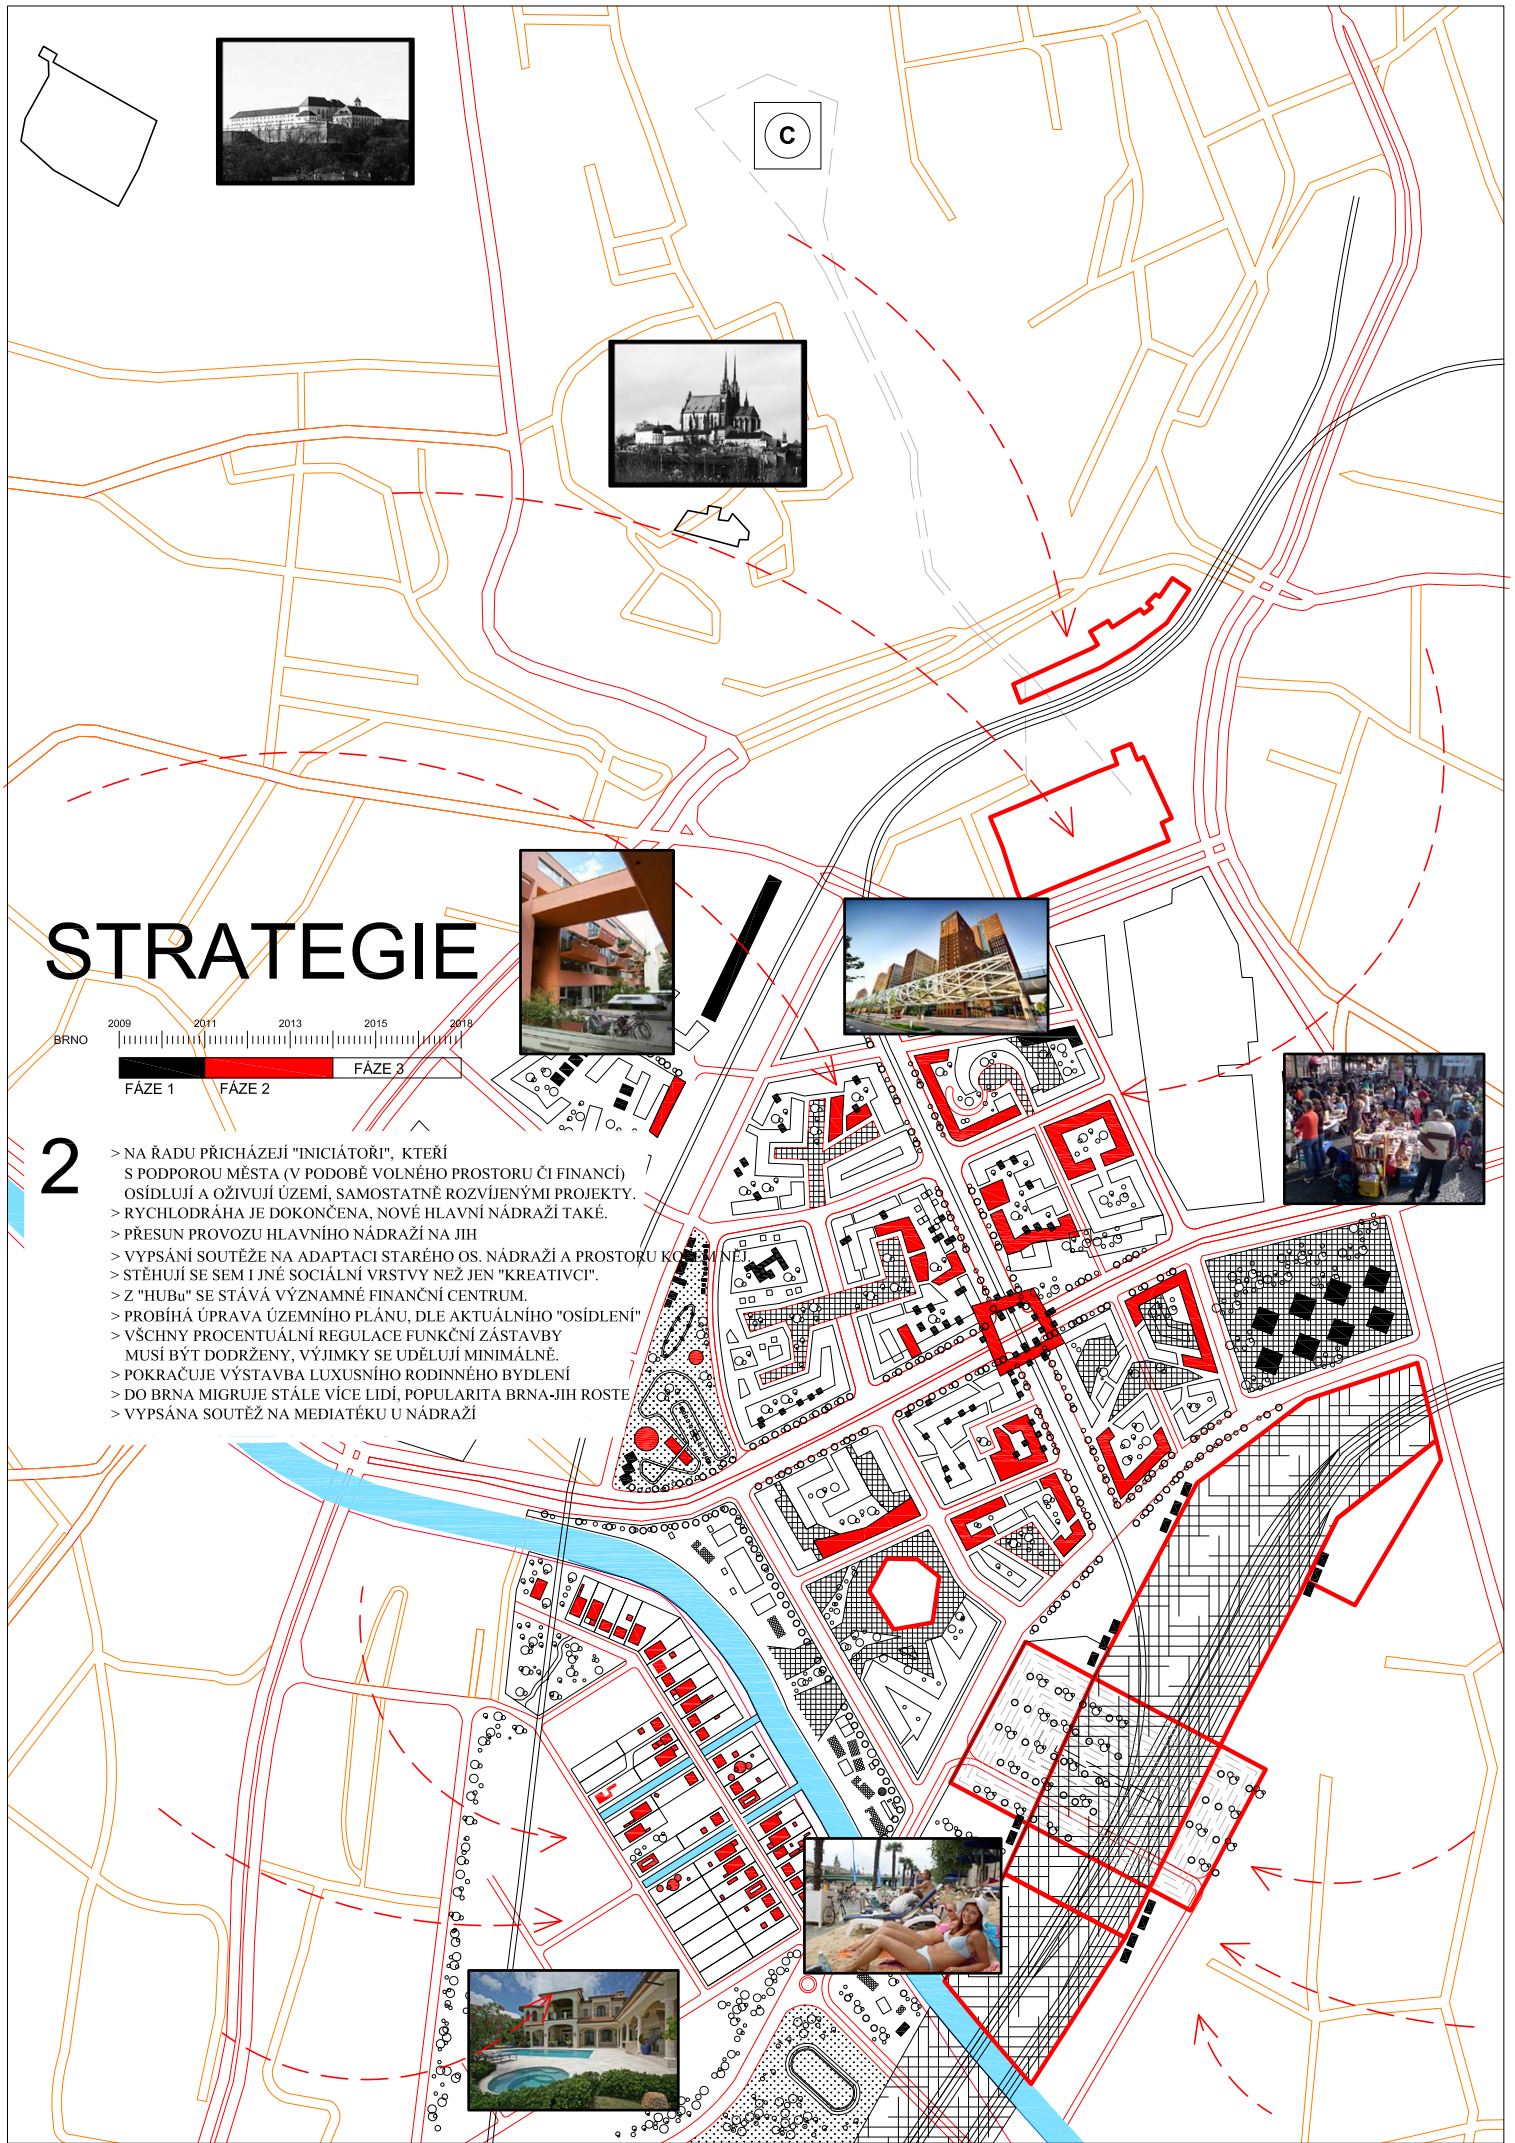 C
STRATEGIE
2009 2011 2013 2015 2018
BRNO
FÁZE 3
FÁZE 1 FÁZE 2
2
> NA ŘADU PŘICHÁZEJÍ "INICIÁTOŘI", KTEŘÍ
S PODPOROU MĚSTA (V PODOBĚ VOLNÉHO PROSTORU ČI FINANCÍ)
OSÍDLUJÍ A OŽIVUJÍ ÚZEMÍ, SAMOSTATNĚ ROZVÍJENÝMI PROJEKTY.
> RYCHLODRÁHA JE DOKONČENA, NOVÉ HLAVNÍ NÁDRAŽÍ TAKÉ.
> PŘESUN PROVOZU HLAVNÍHO NÁDRAŽÍ NA JIH
> VYPSÁNÍ SOUTĚŽE NA ADAPTACI STARÉHO OS. NÁDRAŽÍ A PROSTORU KOLEM NĚJ.
> STĚHUJÍ SE SEM I JNÉ SOCIÁLNÍ VRSTVY NEŽ JEN "KREATIVCI".
> Z "HUBu" SE STÁVÁ VÝZNAMNÉ FINANČNÍ CENTRUM.
> PROBÍHÁ ÚPRAVA ÚZEMNÍHO PLÁNU, DLE AKTUÁLNÍHO "OSÍDLENÍ"
> VŠCHNY PROCENTUÁLNÍ REGULACE FUNKČNÍ ZÁSTAVBY
MUSÍ BÝT DODRŽENY, VÝJIMKY SE UDĚLUJÍ MINIMÁLNĚ.
> POKRAČUJE VÝSTAVBA LUXUSNÍHO RODINNÉHO BYDLENÍ
> DO BRNA MIGRUJE STÁLE VÍCE LIDÍ, POPULARITA BRNA-JIH ROSTE
> VYPSÁNA SOUTĚŽ NA MEDIATÉKU U NÁDRAŽÍ